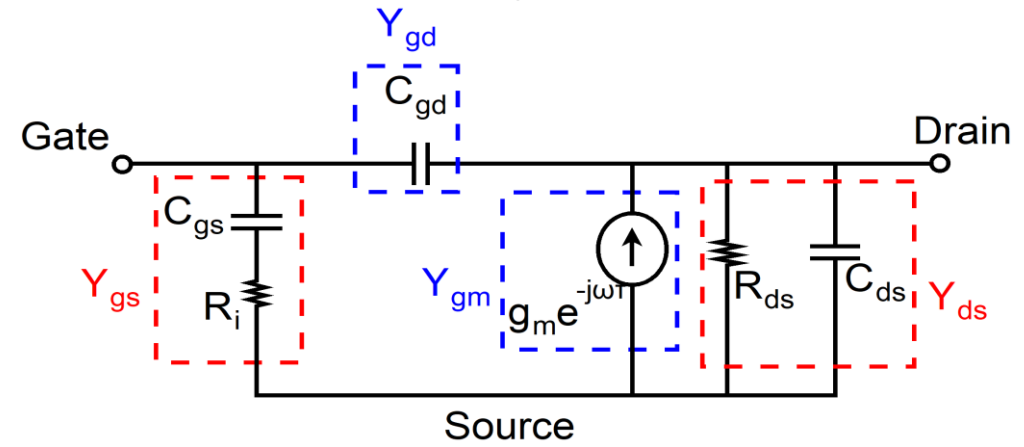 Ygd
Cgd
Gate
Drain
Cgs
Ygs
Ri
Ygm
gme-jωτ
Rds
Cds
Yds
Source